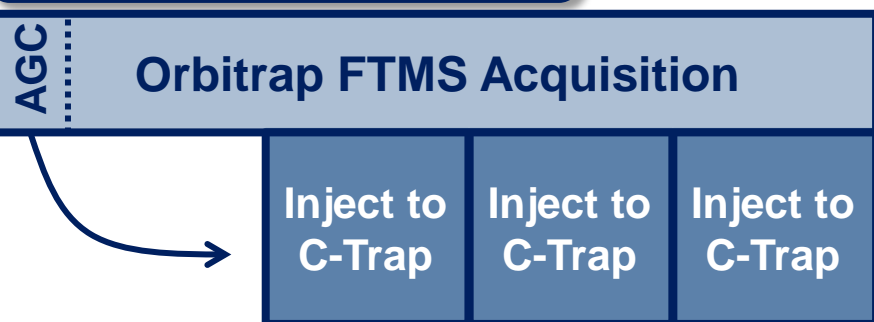 AGC
Orbitrap FTMS Acquisition
Inject to
C-Trap
Inject to
C-Trap
Inject to
C-Trap